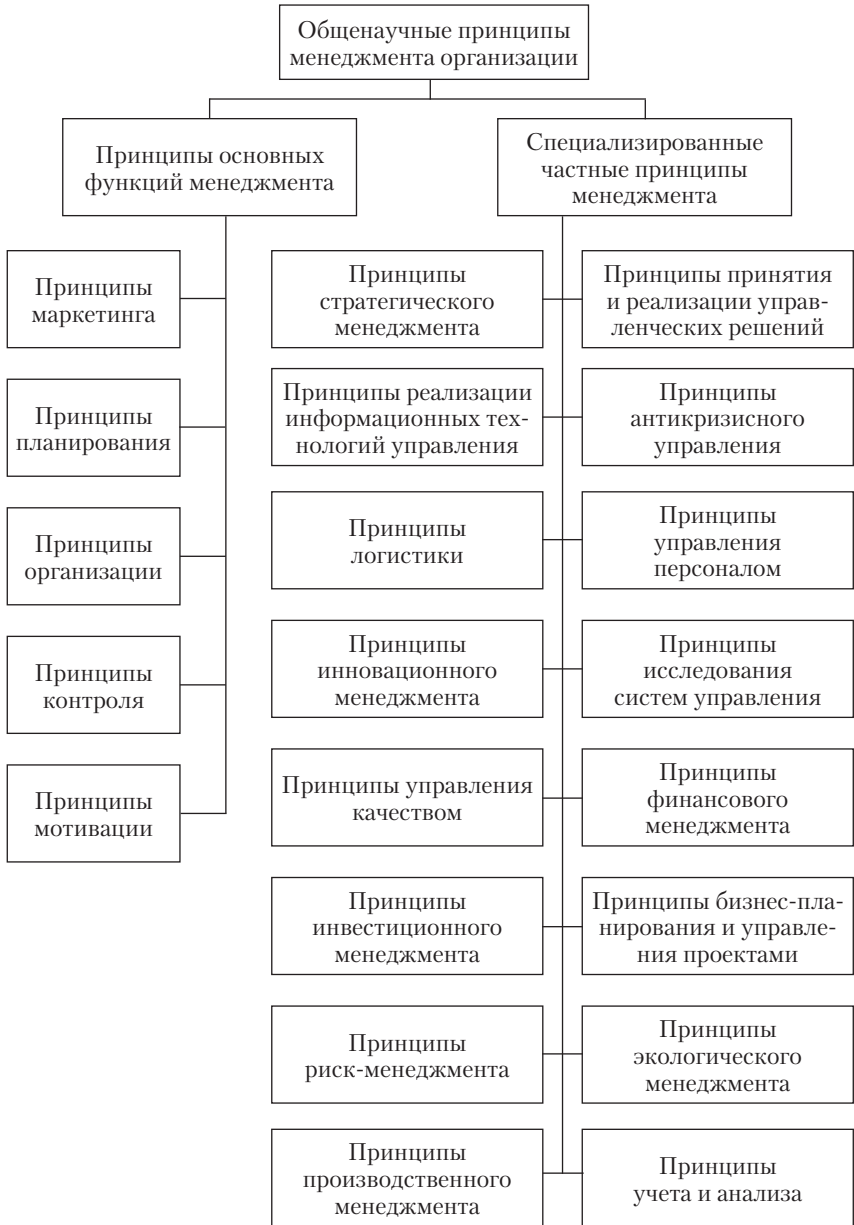 Общенаучные принципы
менеджмента организации
Принципы основных
функций менеджмента
Специализированные
частные принципы
менеджмента
Принципы
маркетинга
Принципы
планирования
Принципы
организации
Принципы
контроля
Принципы
мотивации
Принципы
стратегического
менеджмента
Принципы принятия
и реализации управ-
ленческих решений
Принципы реализации
информационных тех-
нологий управления
Принципы
антикризисного
управления
Принципы
логистики
Принципы
управления
персоналом
Принципы
инновационного
менеджмента
Принципы
исследования
систем управления
Принципы управления
качеством
Принципы
финансового
менеджмента
Принципы
инвестиционного
менеджмента
Принципы бизнес-пла-
нирования и управле-
ния проектами
Принципы
риск-менеджмента
Принципы
экологического
менеджмента
Принципы
производственного
менеджмента
Принципы
учета и анализа